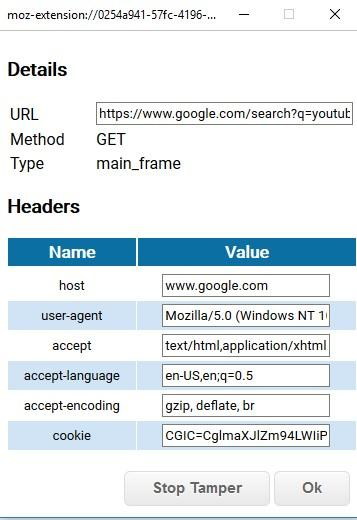 moz-extension://0254a941-57fc-4196-...
Details
URL https://www.google.com/search?q=youtub
Method GET
Type main_frame
Headers
Name Value
host www.google.com
user-agent Mozilla/5.0 (Windows NT 1
accept text/html,application/xhtml
accept-language en-US,en;q=0.5
accept-encoding gzip, deflate, br
cookie CGIC=CglmaXJlZm94LWIiP
Stop Tamper Ok